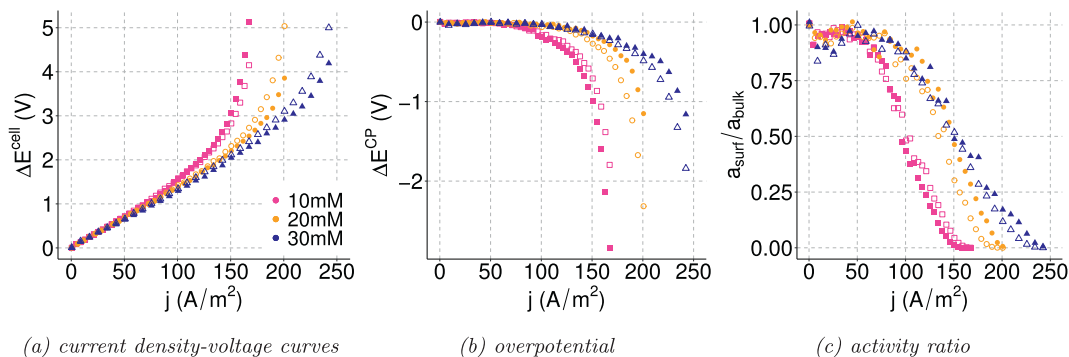 ΔE^cell (V)
5
4
3
2
1
0
0 50 100 150 200 250
j (A/m²)
10mM
20mM
30mM
(a) current density-voltage curves
ΔE^CP (V)
0
−1
−2
0 50 100 150 200 250
j (A/m²)
(b) overpotential
a_surf/a_bulk
1.00
0.75
0.50
0.25
0.00
0 50 100 150 200 250
j (A/m²)
(c) activity ratio